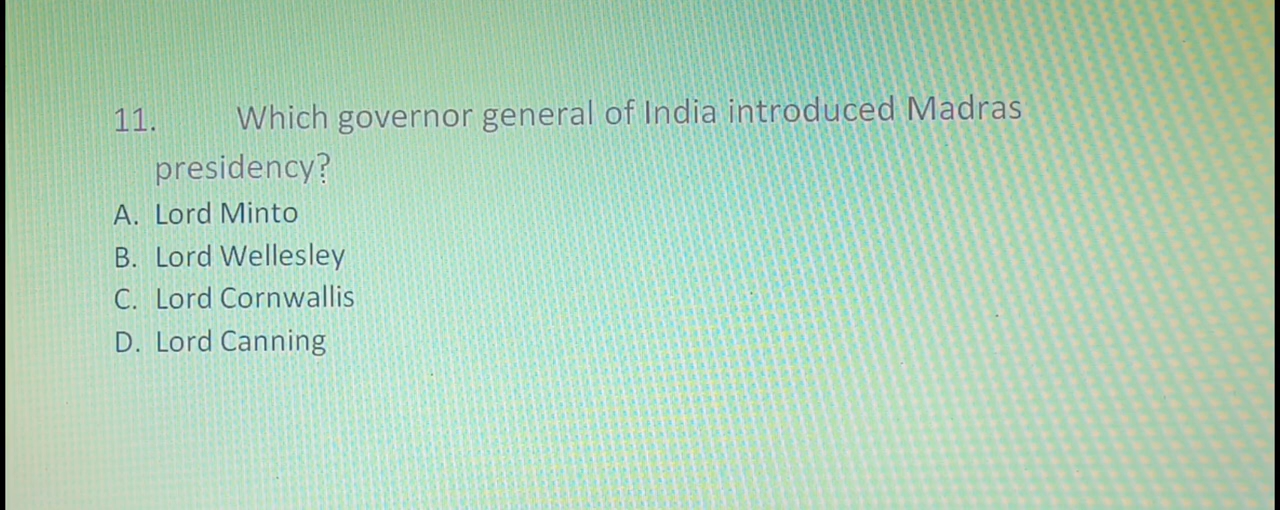 11. Which governor general of India introduced Madras
presidency?
A. Lord Minto
B. Lord Wellesley
C. Lord Cornwallis
D. Lord Canning